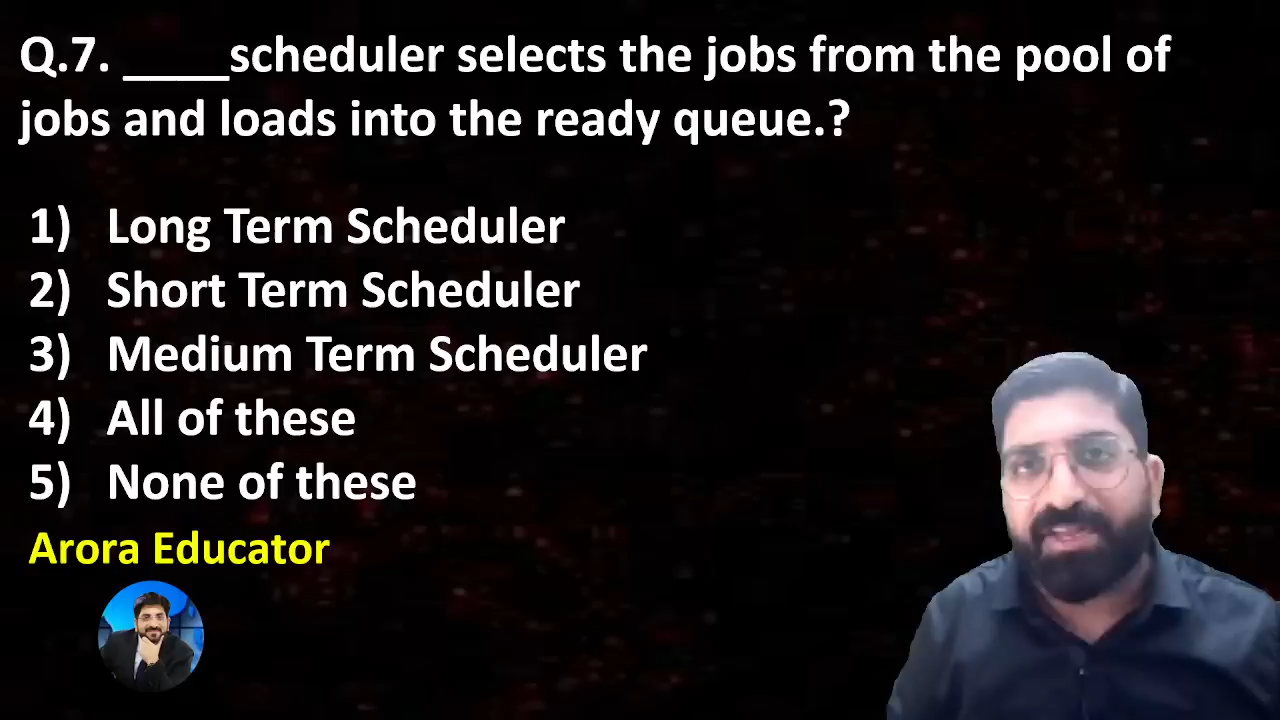 Q.7. ____scheduler selects the jobs from the pool of
jobs and loads into the ready queue.?
1) Long Term Scheduler
2) Short Term Scheduler
3) Medium Term Scheduler
4) All of these
5) None of these
Arora Educator